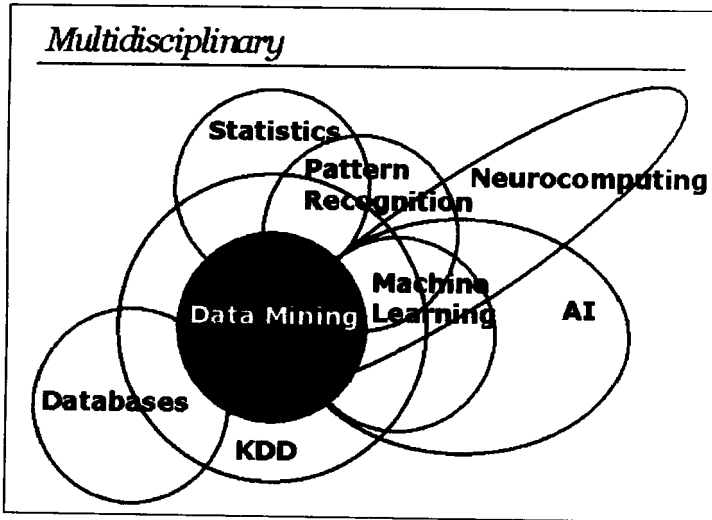 Multidisciplinary
Statistics
Pattern
Recognition
Neurocomputing
Machine
Learning
Data Mining
AI
Databases
KDD